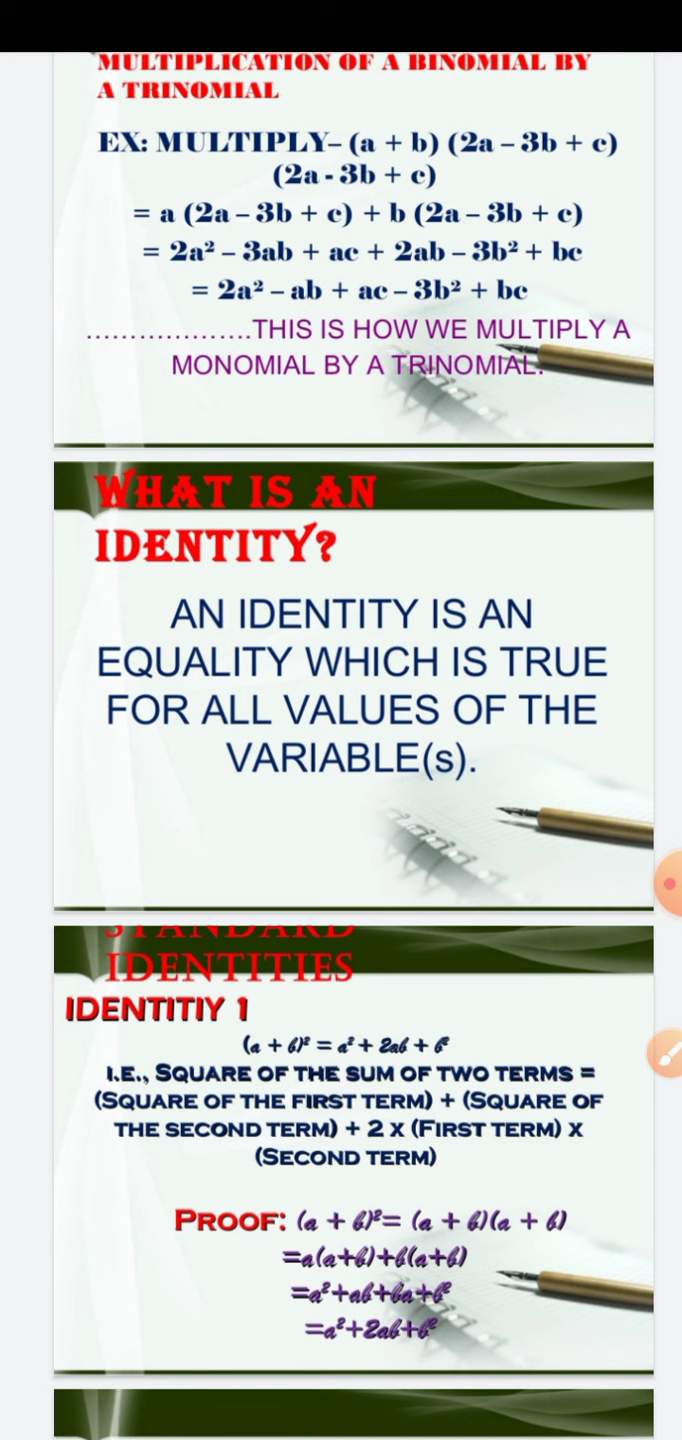 MULTIPLICATION OF A BINOMIAL BY
A TRINOMIAL
EX: MULTIPLY– (a + b) (2a – 3b + c)
(2a - 3b + c)
= a (2a – 3b + c) + b (2a – 3b + c)
= 2a² – 3ab + ac + 2ab – 3b² + bc
= 2a² – ab + ac – 3b² + bc
...................THIS IS HOW WE MULTIPLY A
MONOMIAL BY A TRINOMIAL.
WHAT IS AN
IDENTITY?
AN IDENTITY IS AN
EQUALITY WHICH IS TRUE
FOR ALL VALUES OF THE
VARIABLE(s).
STANDARD
IDENTITIES
IDENTITIY 1
(a + b)² = a² + 2ab + b²
I.E., SQUARE OF THE SUM OF TWO TERMS =
(SQUARE OF THE FIRST TERM) + (SQUARE OF
THE SECOND TERM) + 2 X (FIRST TERM) X
(SECOND TERM)
PROOF: (a + b)²= (a + b)(a + b)
=a(a+b)+b(a+b)
=a²+ab+ba+b²
=a²+2ab+b²